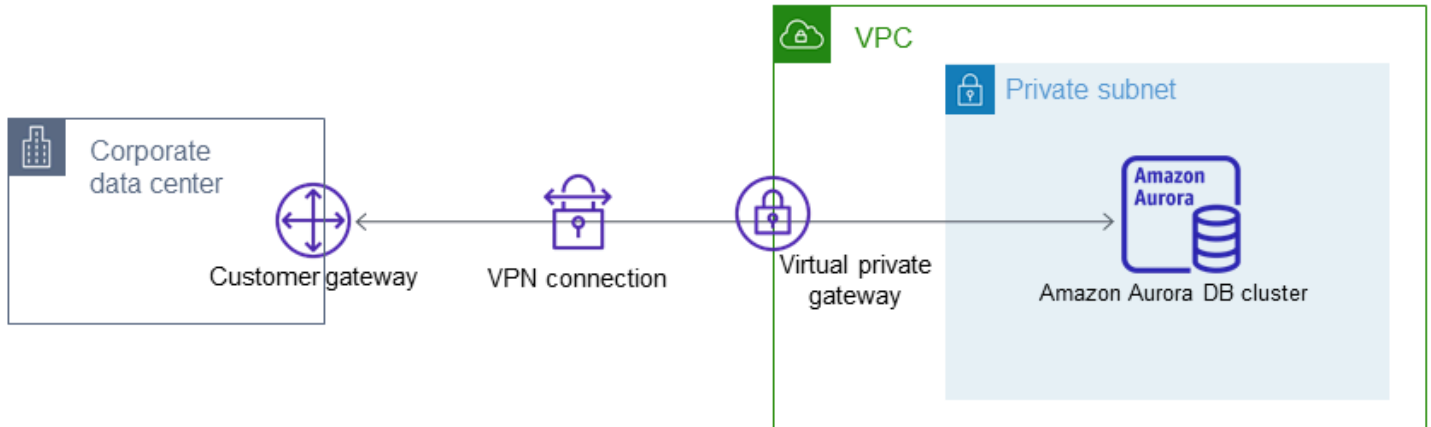 VPC
Private subnet
Corporate
data center
Amazon
Aurora
Customer gateway
VPN connection
Virtual private
gateway
Amazon Aurora DB cluster